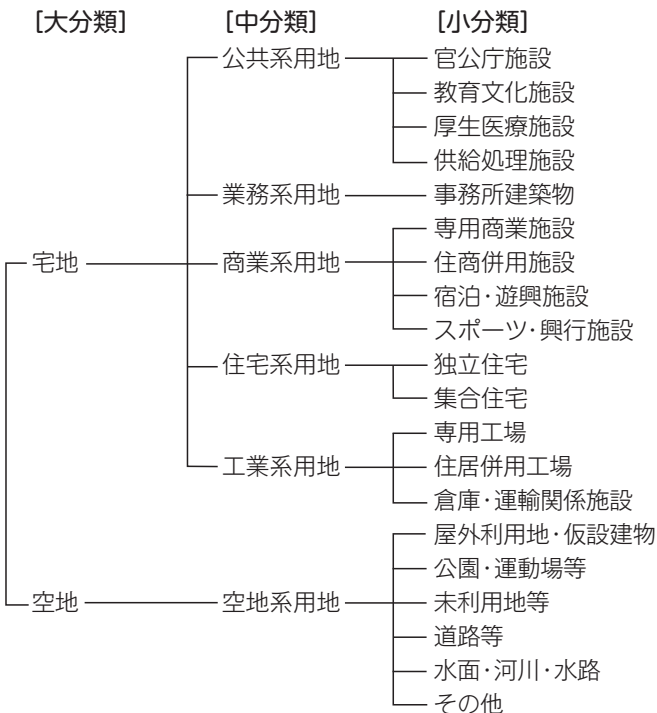 [大分類] [中分類] [小分類]
公共系用地 官公庁施設
教育文化施設
厚生医療施設
供給処理施設
業務系用地 事務所建築物
専用商業施設
宅地 商業系用地 住商併用施設
宿泊・遊興施設
スポーツ・興行施設
住宅系用地 独立住宅
集合住宅
専用工場
工業系用地 住居併用工場
倉庫・運輸関係施設
屋外利用地・仮設建物
公園・運動場等
空地 空地系用地 未利用地等
道路等
水面・河川・水路
その他